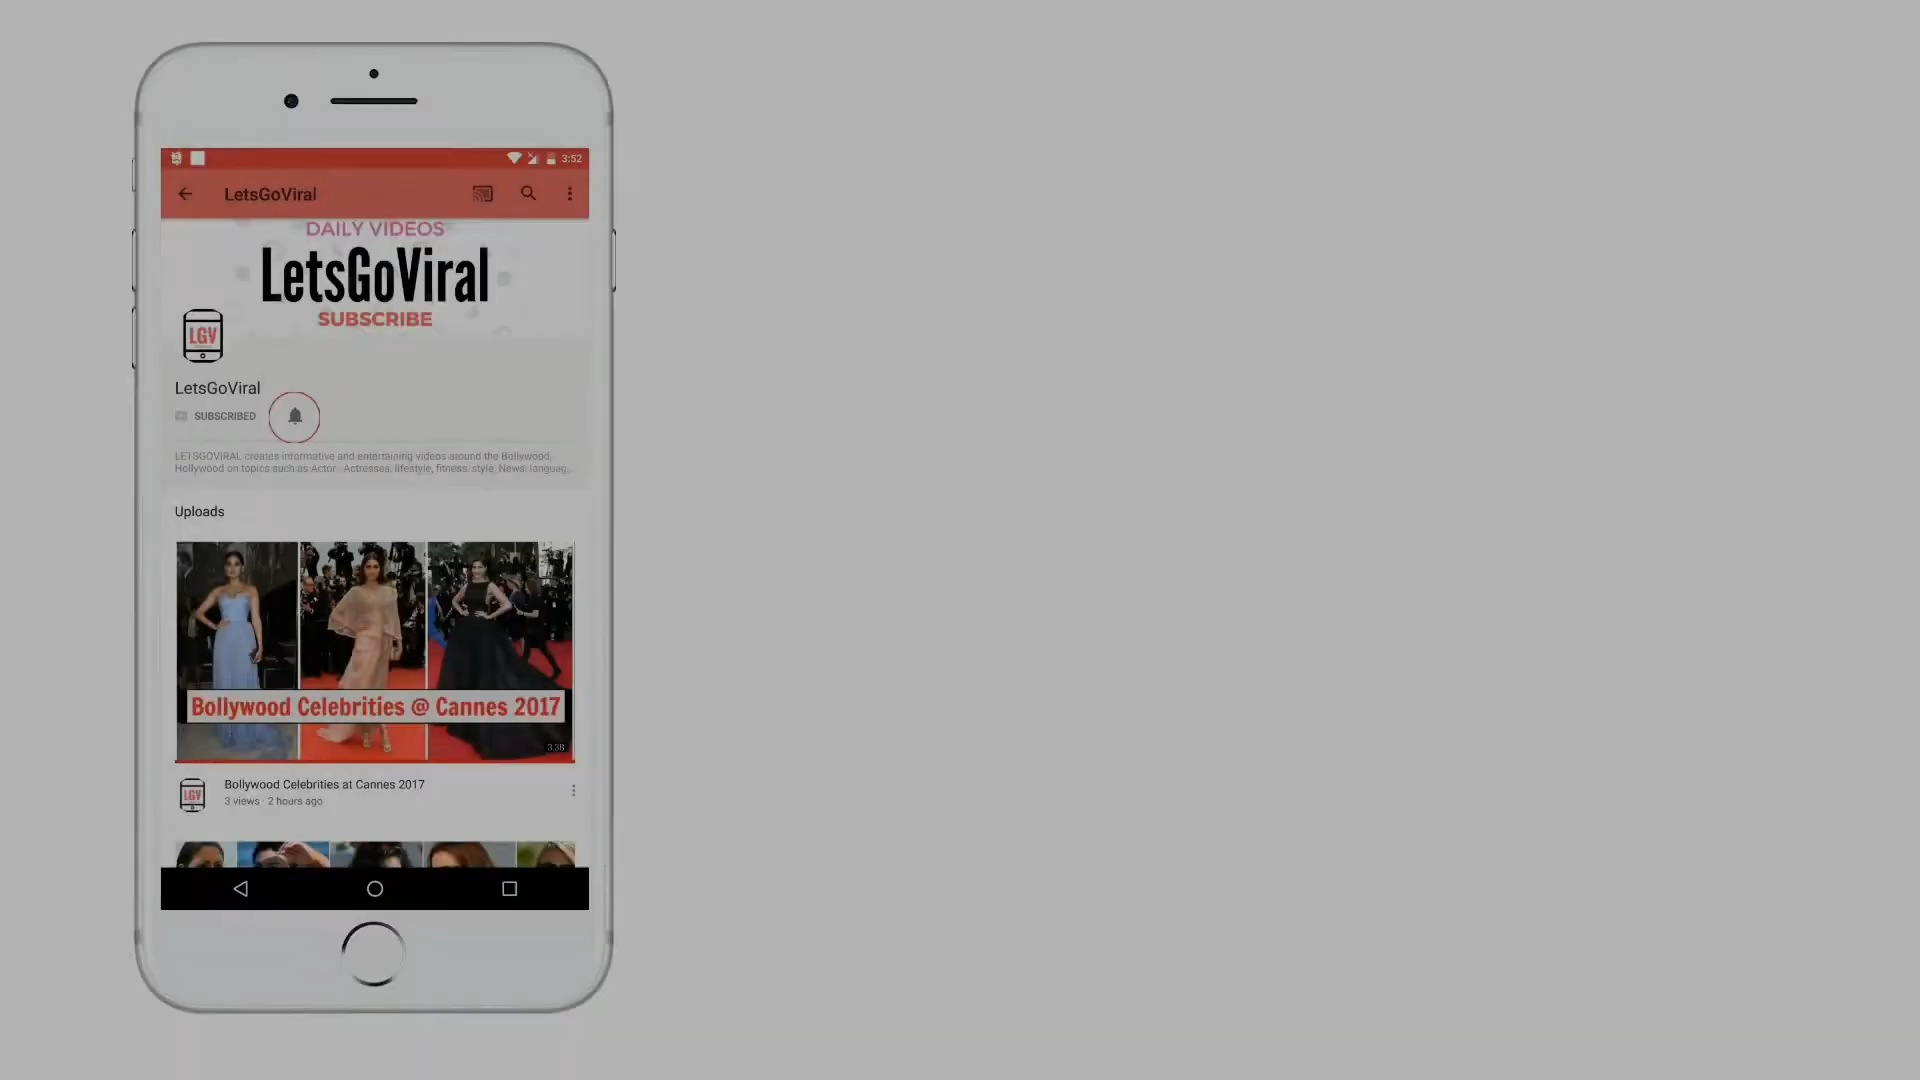 3:52
LetsGoViral
DAILY VIDEOS
LetsGoViral
SUBSCRIBE
LGV
LetsGoViral
SUBSCRIBED
LETSGOVIRAL creates informative and entertaining videos around the Bollywood,
Hollywood on topics such as Actor, Actresses, lifestyle, fitness, style, News, languag...
Uploads
Bollywood Celebrities @ Cannes 2017
3:38
LGV
Bollywood Celebrities at Cannes 2017
3 views · 2 hours ago